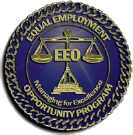 EQUAL EMPLOYMENT
EEO
Managing for Excellence
OPPORTUNITY PROGRAM